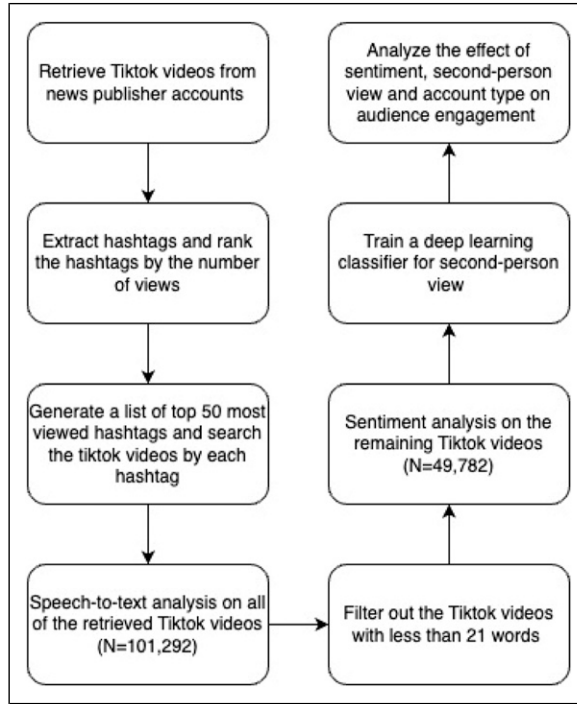 Retrieve Tiktok videos from
news publisher accounts
Extract hashtags and rank
the hashtags by the number
of views
Generate a list of top 50 most
viewed hashtags and search
the tiktok videos by each
hashtag
Speech-to-text analysis on all
of the retrieved Tiktok videos
(N=101,292)
Filter out the Tiktok videos
with less than 21 words
Sentiment analysis on the
remaining Tiktok videos
(N=49,782)
Train a deep learning
classifier for second-person
view
Analyze the effect of
sentiment, second-person
view and account type on
audience engagement